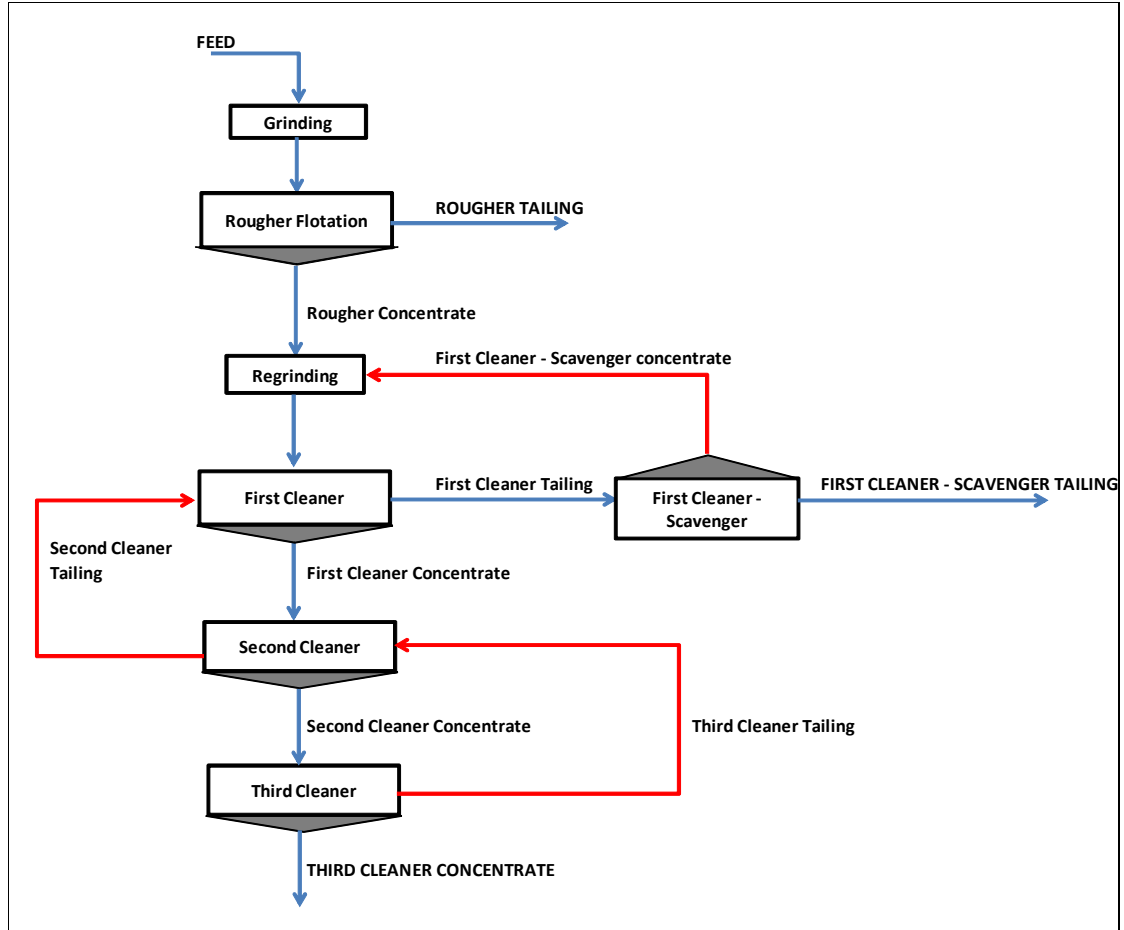 FEED
Grinding
Rougher Flotation
ROUGHER TAILING
Rougher Concentrate
First Cleaner - Scavenger concentrate
Regrinding
First Cleaner
First Cleaner Tailing
First Cleaner -
Scavenger
FIRST CLEANER - SCAVENGER TAILING
Second Cleaner
Tailing
First Cleaner Concentrate
Second Cleaner
Second Cleaner Concentrate
Third Cleaner Tailing
Third Cleaner
THIRD CLEANER CONCENTRATE